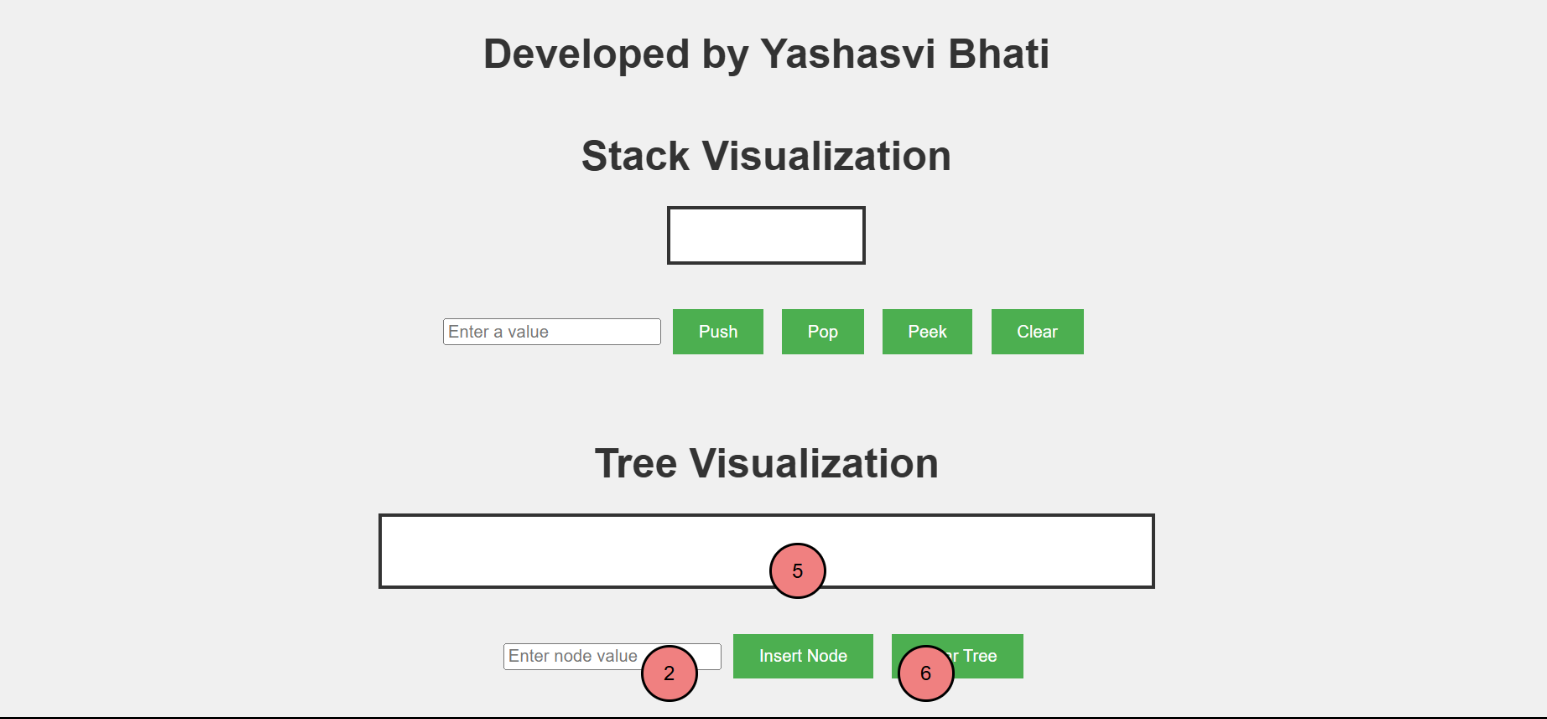 Developed by Yashasvi Bhati
Stack Visualization
Enter a value Push Pop Peek Clear
Tree Visualization
5
Enter node value Insert Node Tree
2 6